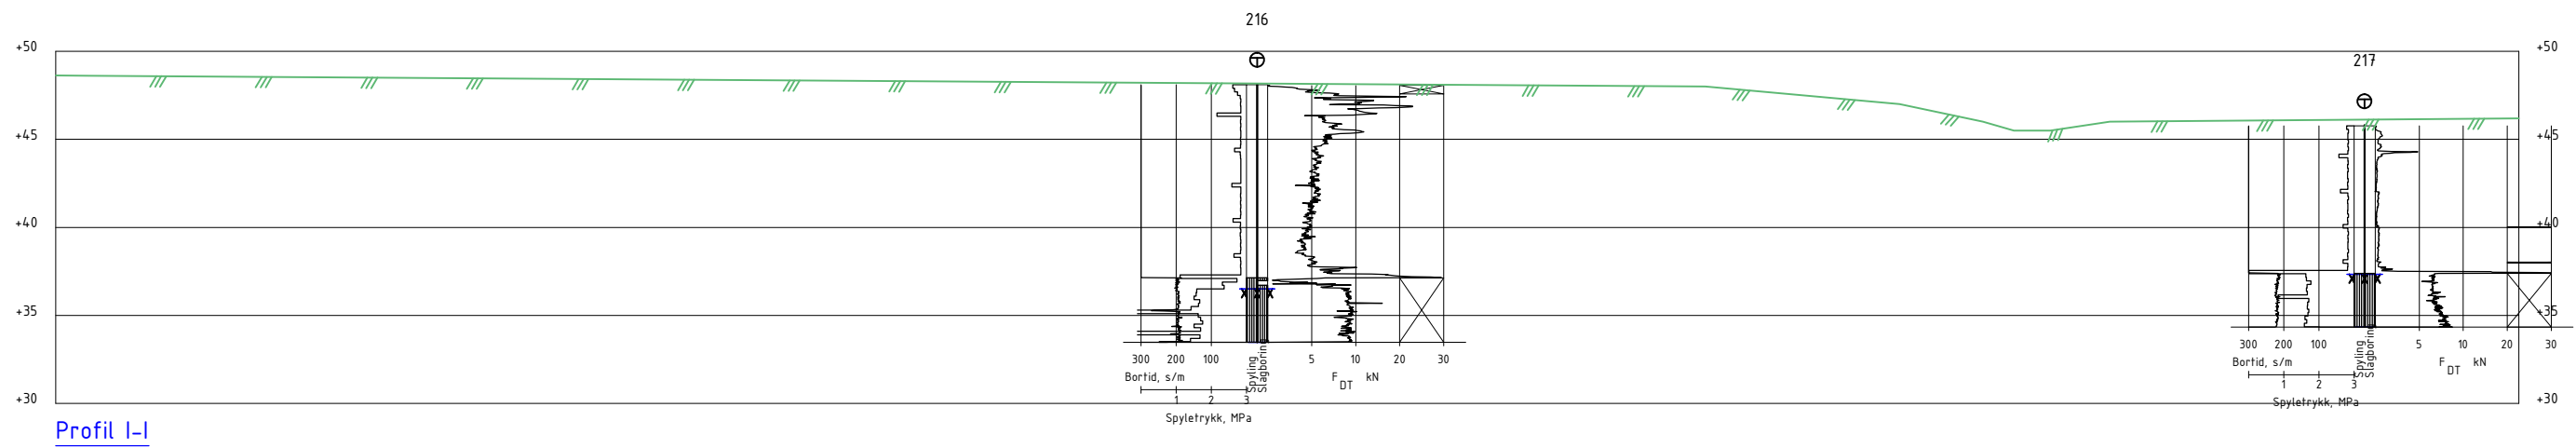 216
+50
+50
217
+45
+45
+40
+40
+35
+35
300 200 100
5 10 20 30
Spyling
Slagboring
Bortid, s/m
F DT kN
1 2 3
Spyletrykk, MPa
300 200 100
5 10 20 30
Spyling
Slagboring
Bortid, s/m
F DT kN
1 2 3
Spyletrykk, MPa
+30
+30
Profil I-I